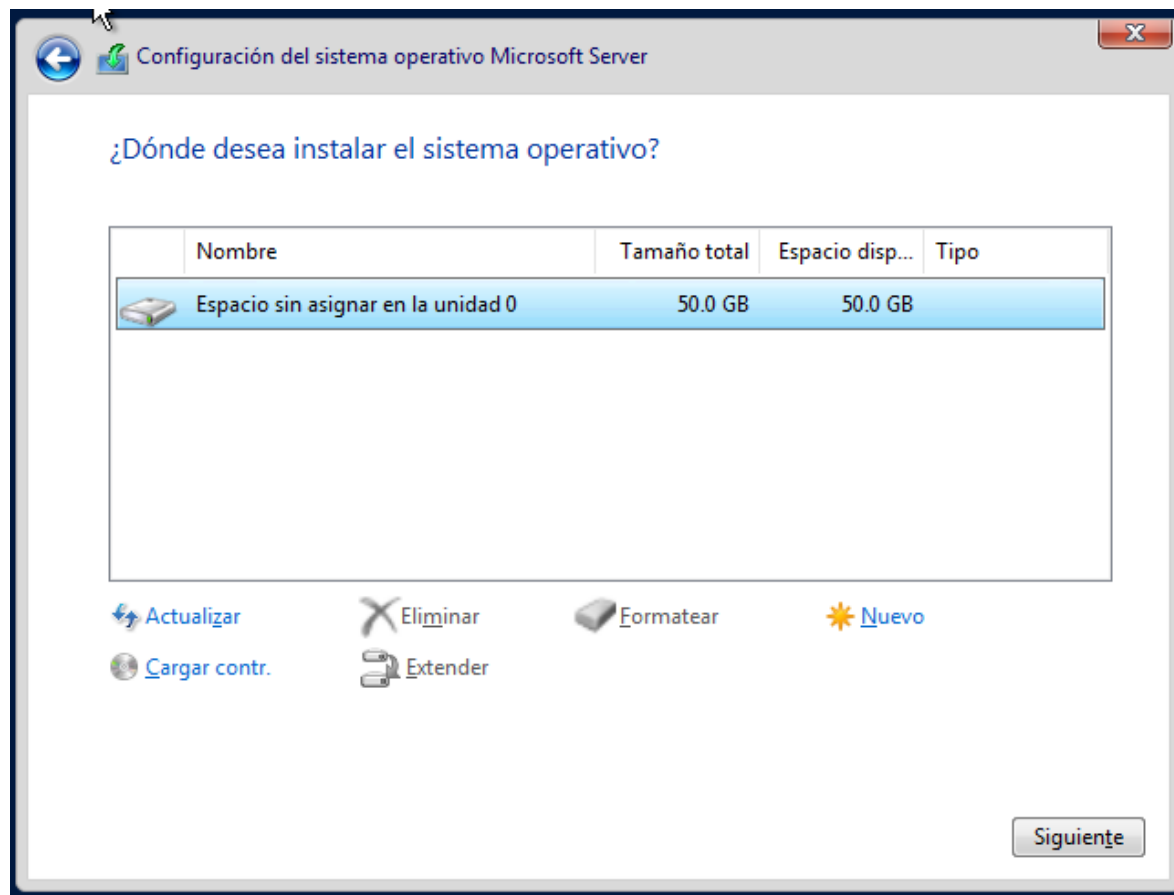 Configuración del sistema operativo Microsoft Server
¿Dónde desea instalar el sistema operativo?
Nombre Tamaño total Espacio disp... Tipo
Espacio sin asignar en la unidad 0 50.0 GB 50.0 GB
Actualizar Eliminar Formatear Nuevo
Cargar contr. Extender
Siguiente